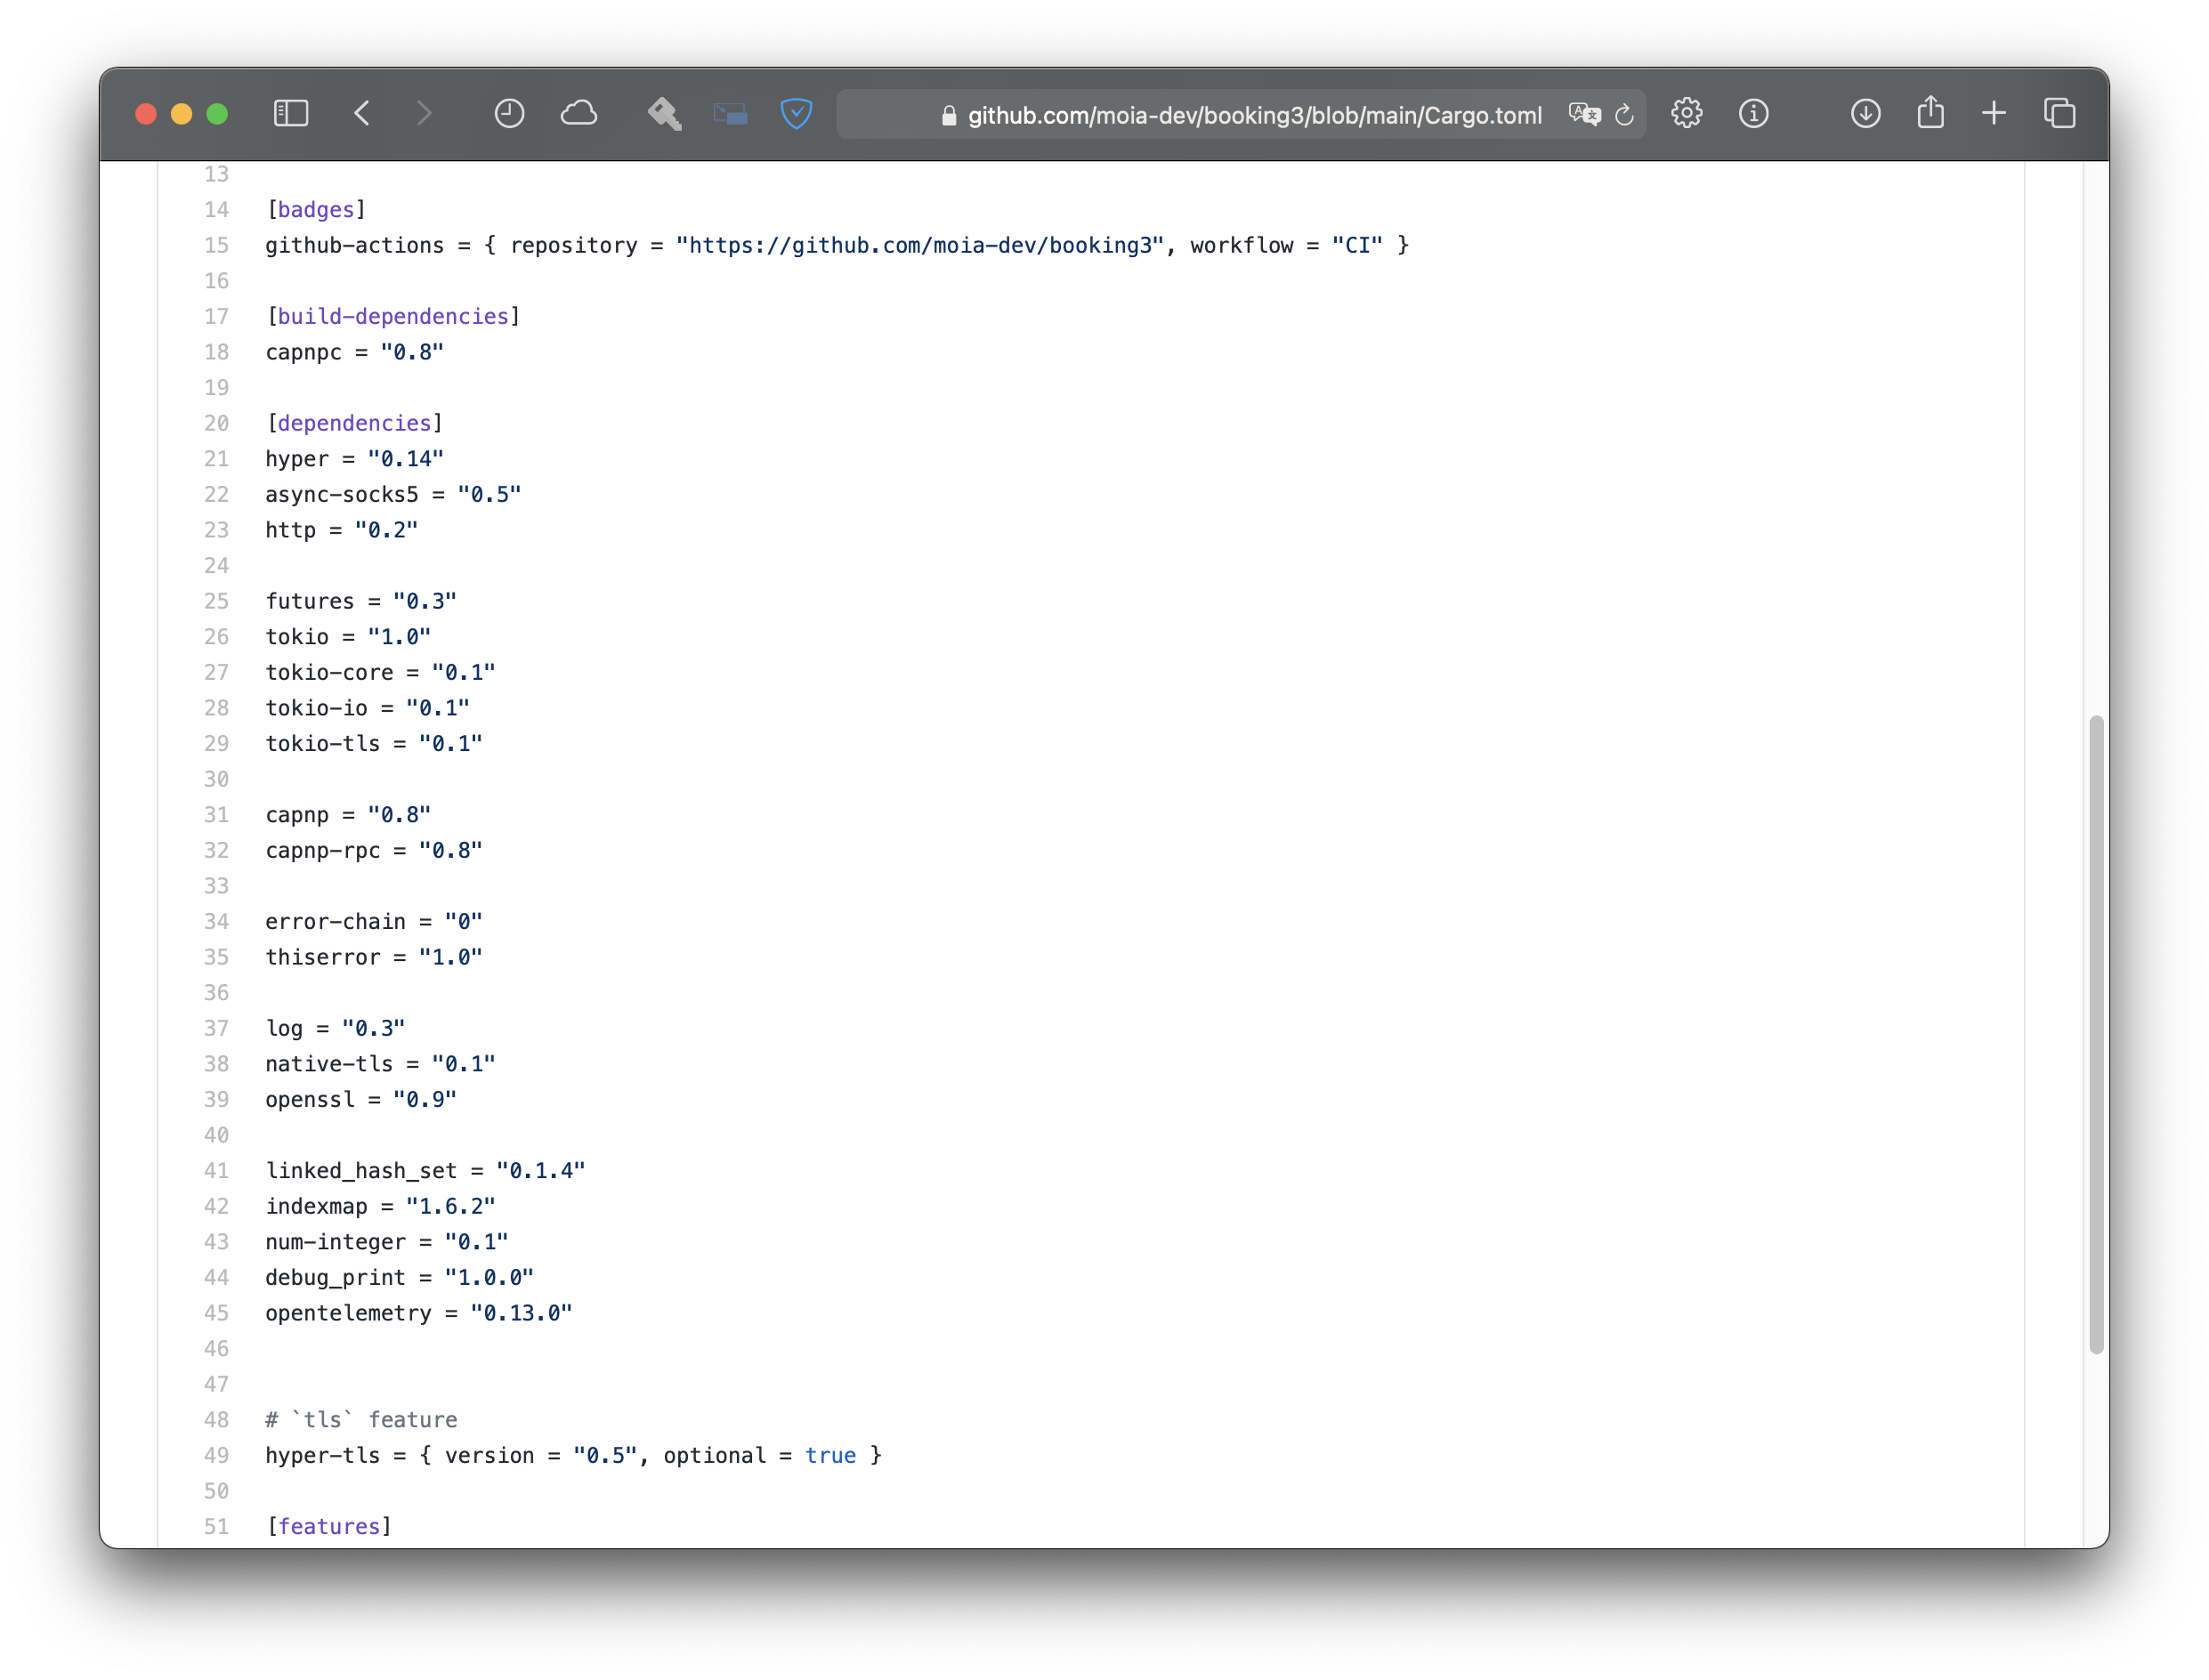 github.com/moia-dev/booking3/blob/main/Cargo.toml
13
14 [badges]
15 github-actions = { repository = "https://github.com/moia-dev/booking3", workflow = "CI" }
16
17 [build-dependencies]
18 capnpc = "0.8"
19
20 [dependencies]
21 hyper = "0.14"
22 async-socks5 = "0.5"
23 http = "0.2"
24
25 futures = "0.3"
26 tokio = "1.0"
27 tokio-core = "0.1"
28 tokio-io = "0.1"
29 tokio-tls = "0.1"
30
31 capnp = "0.8"
32 capnp-rpc = "0.8"
33
34 error-chain = "0"
35 thiserror = "1.0"
36
37 log = "0.3"
38 native-tls = "0.1"
39 openssl = "0.9"
40
41 linked_hash_set = "0.1.4"
42 indexmap = "1.6.2"
43 num-integer = "0.1"
44 debug_print = "1.0.0"
45 opentelemetry = "0.13.0"
46
47
48 # `tls` feature
49 hyper-tls = { version = "0.5", optional = true }
50
51 [features]